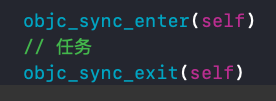 objc_sync_enter(self)
// 任务
objc_sync_exit(self)